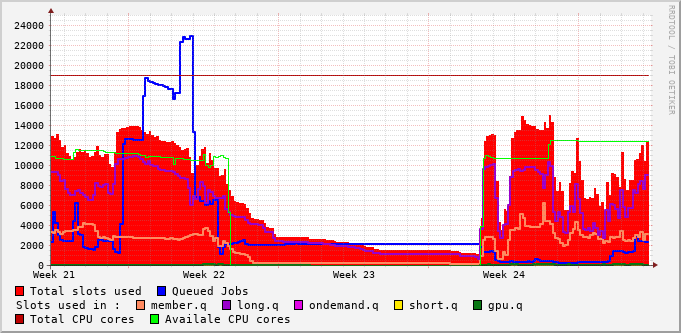 24000
22000
20000
18000
16000
14000
12000
10000
8000
6000
4000
2000
0
Week 21 Week 22 Week 23 Week 24
Total slots used Queued Jobs
Slots used in : member.q long.q ondemand.q short.q gpu.q
Total CPU cores Availale CPU cores
RRDTOOL / TOBI OETIKER